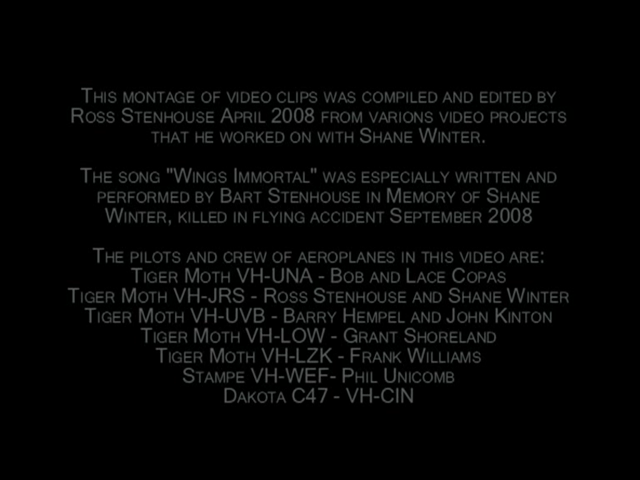 This montage of video clips was compiled and edited by
Ross Stenhouse April 2008 from varions video projects
that he worked on with Shane Winter.
The song "Wings Immortal" was especially written and
performed by Bart Stenhouse in Memory of Shane
Winter, killed in flying accident September 2008
The pilots and crew of aeroplanes in this video are:
Tiger Moth VH-UNA - Bob and Lace Copas
Tiger Moth VH-JRS - Ross Stenhouse and Shane Winter
Tiger Moth VH-UVB - Barry Hempel and John Kinton
Tiger Moth VH-LOW - Grant Shoreland
Tiger Moth VH-LZK - Frank Williams
Stampe VH-WEF- Phil Unicomb
Dakota C47 - VH-CIN